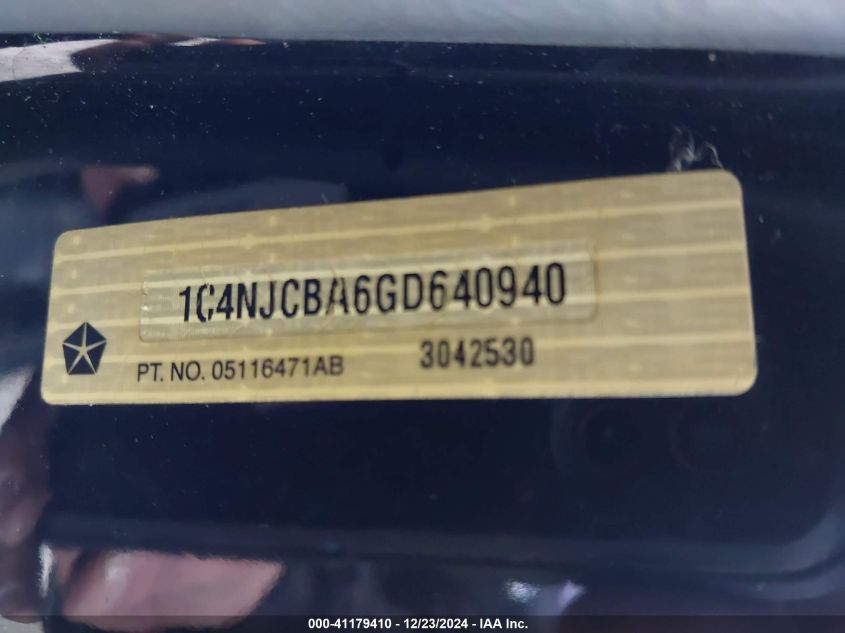 1C4NJCBA6GD640940
PT. NO. 05116471AB 3042530
000-41179410 - 12/23/2024 - IAA Inc.